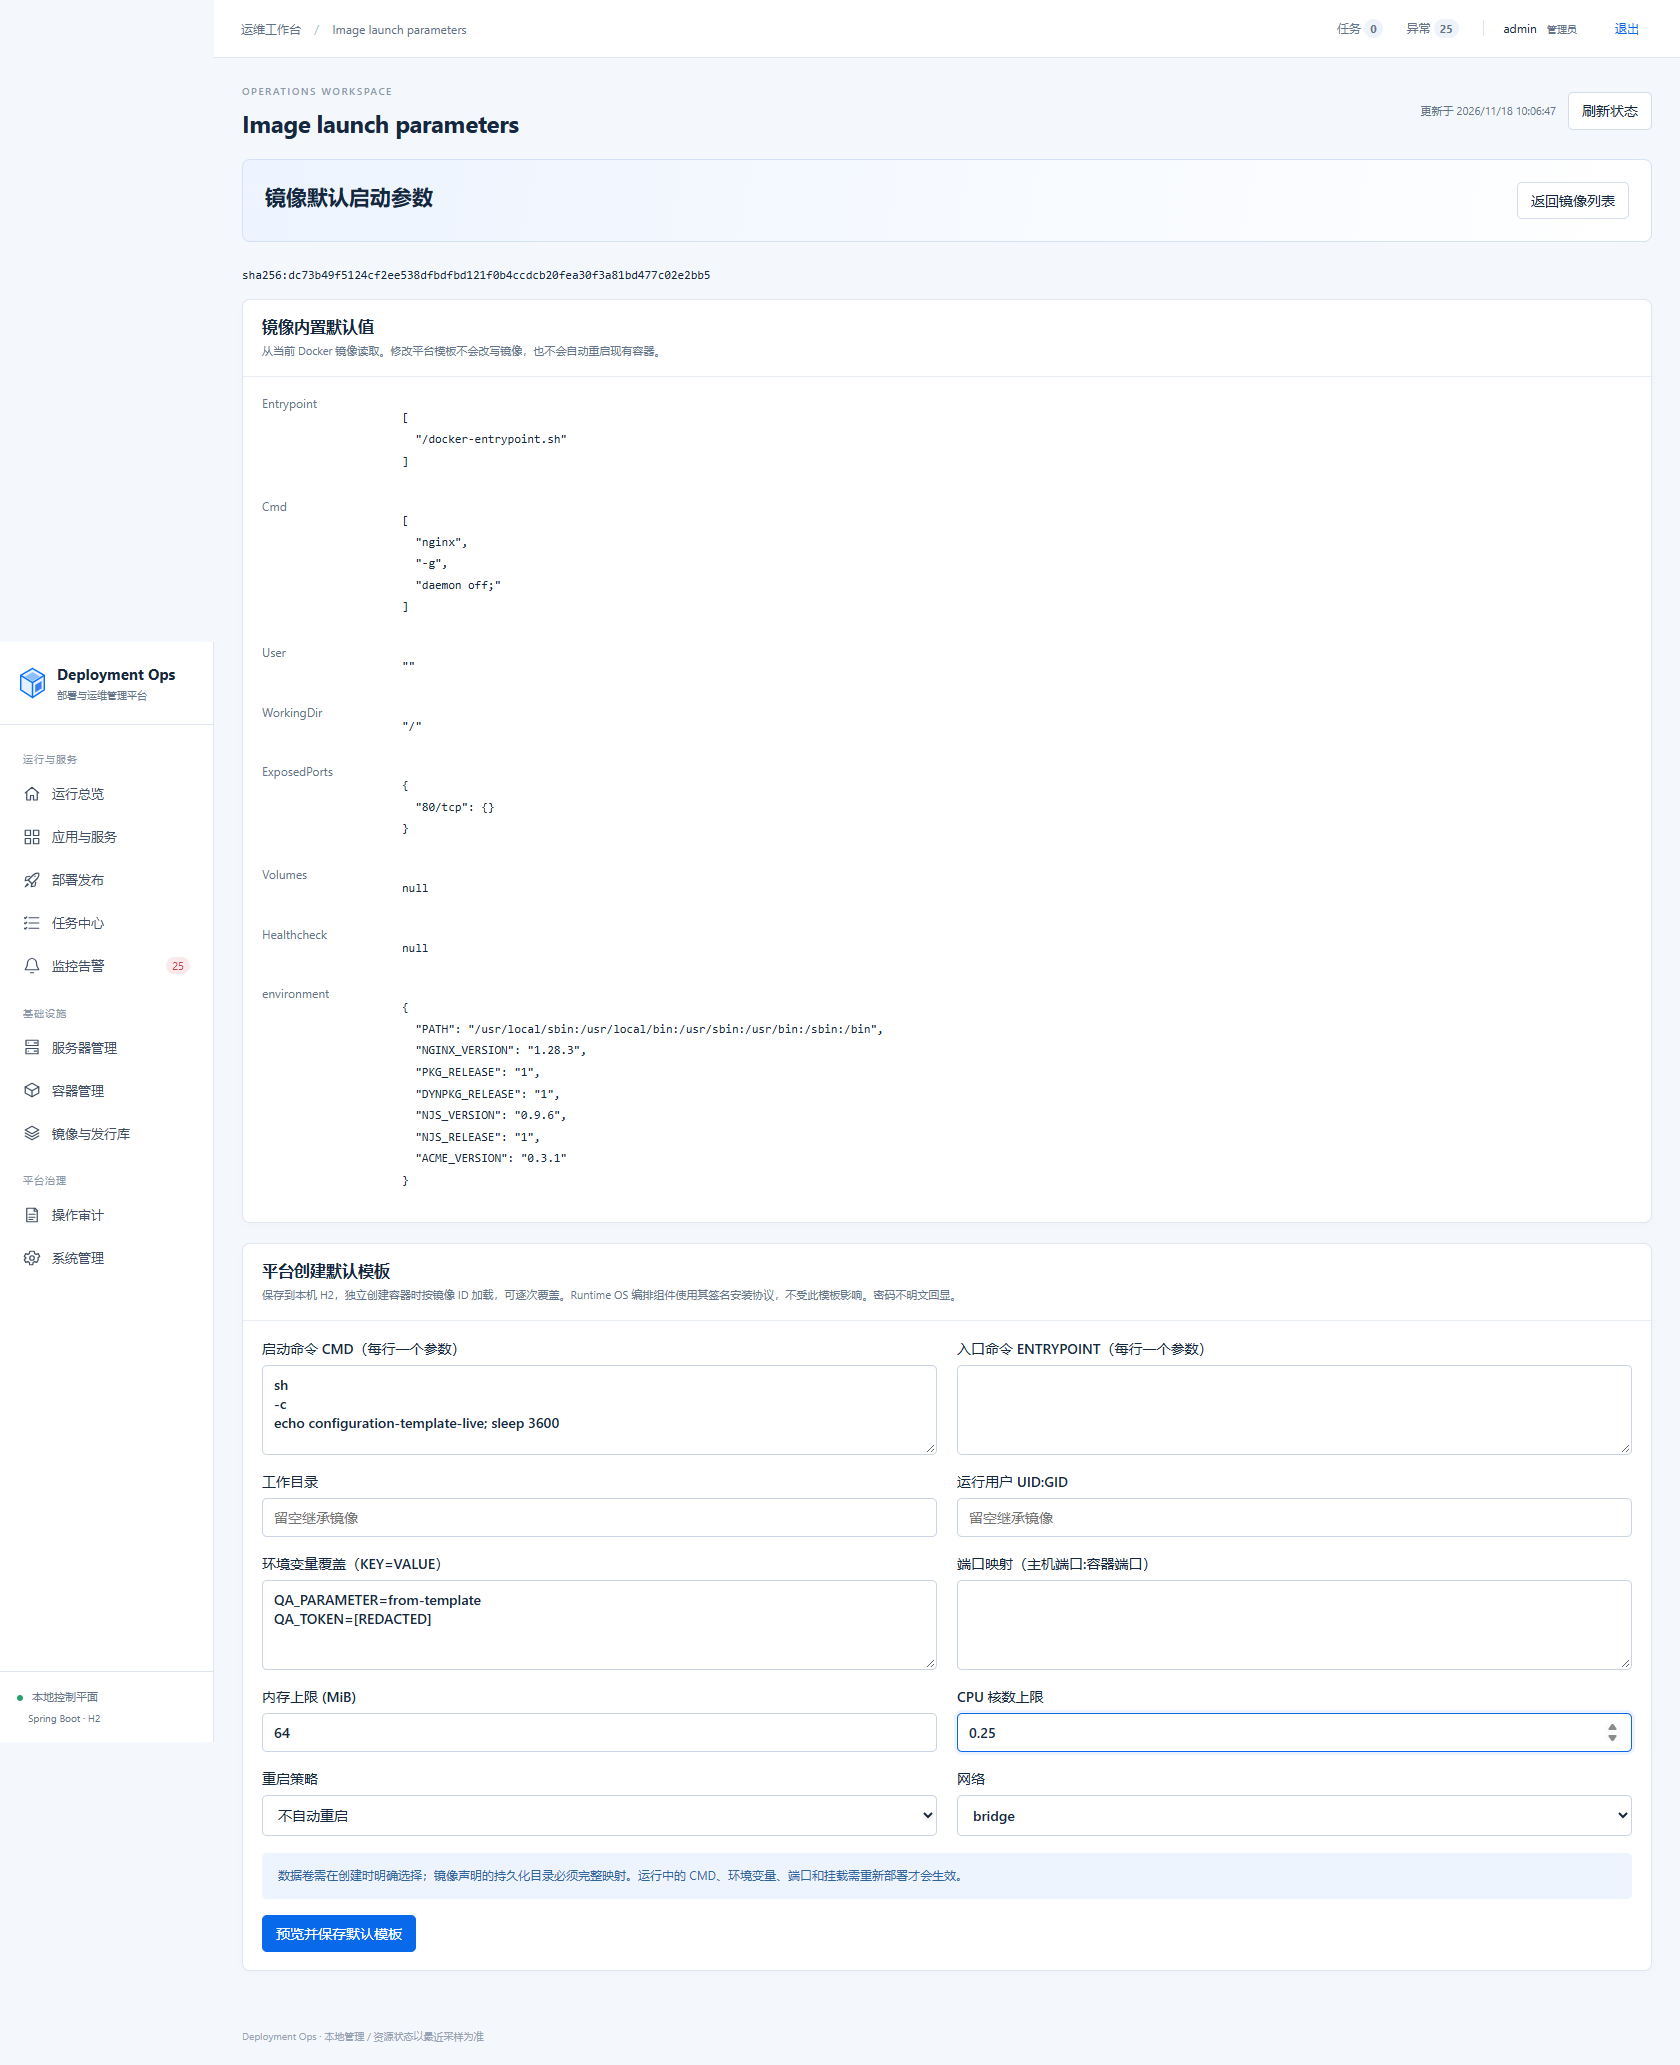 运维工作台 / Image launch parameters
任务 0 异常 25 admin 管理员 退出
OPERATIONS WORKSPACE
Image launch parameters
更新于 2026/11/18 10:06:47 刷新状态
镜像默认启动参数
返回镜像列表
sha256:dc73b49f5124cf2ee538dfbdfbd121f0b4ccdcb20fea30f3a81bd477c02e2bb5
镜像内置默认值
从当前 Docker 镜像读取。修改平台模板不会改写镜像，也不会自动重启现有容器。
Entrypoint
[
"/docker-entrypoint.sh"
]
Cmd
[
"nginx",
"-g",
"daemon off;"
]
User
""
WorkingDir
"/"
ExposedPorts
{
"80/tcp": {}
}
Volumes
null
Healthcheck
null
environment
{
"PATH": "/usr/local/sbin:/usr/local/bin:/usr/sbin:/usr/bin:/sbin:/bin",
"NGINX_VERSION": "1.28.3",
"PKG_RELEASE": "1",
"DYNPKG_RELEASE": "1",
"NJS_VERSION": "0.9.6",
"NJS_RELEASE": "1",
"ACME_VERSION": "0.3.1"
}
Deployment Ops
部署与运维管理平台
运行与服务
运行总览
应用与服务
部署发布
任务中心
监控告警 25
基础设施
服务器管理
容器管理
镜像与发行库
平台治理
操作审计
系统管理
本地控制平面
Spring Boot · H2
平台创建默认模板
保存到本机 H2，独立创建容器时按镜像 ID 加载，可逐次覆盖。Runtime OS 编排组件使用其签名安装协议，不受此模板影响。密码不明文回显。
启动命令 CMD（每行一个参数）
sh
-c
echo configuration-template-live; sleep 3600
入口命令 ENTRYPOINT（每行一个参数）
工作目录
留空继承镜像
运行用户 UID:GID
留空继承镜像
环境变量覆盖（KEY=VALUE）
QA_PARAMETER=from-template
QA_TOKEN=[REDACTED]
端口映射（主机端口:容器端口）
内存上限 (MiB)
64
CPU 核数上限
0.25
重启策略
不自动重启
网络
bridge
数据卷需在创建时明确选择；镜像声明的持久化目录必须完整映射。运行中的 CMD、环境变量、端口和挂载需重新部署才会生效。
预览并保存默认模板
Deployment Ops · 本地管理 / 资源状态以最近采样为准